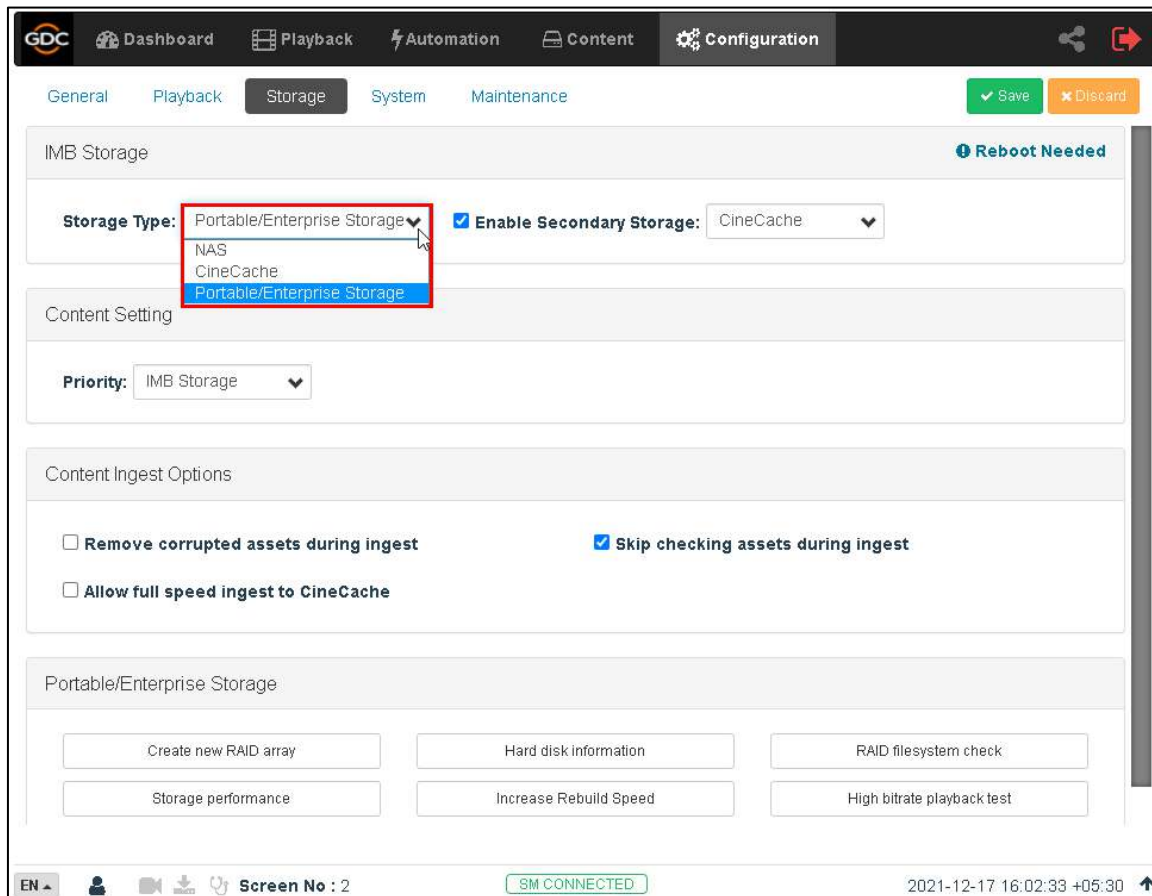 GDC Dashboard Playback Automation Content Configuration
General Playback Storage System Maintenance Save Discard
IMB Storage Reboot Needed
Storage Type: Portable/Enterprise Storage Enable Secondary Storage: CineCache
NAS
CineCache
Portable/Enterprise Storage
Content Setting
Priority: IMB Storage
Content Ingest Options
Remove corrupted assets during ingest Skip checking assets during ingest
Allow full speed ingest to CineCache
Portable/Enterprise Storage
Create new RAID array Hard disk information RAID filesystem check
Storage performance Increase Rebuild Speed High bitrate playback test
EN Screen No : 2 SM CONNECTED 2021-12-17 16:02:33 +05:30